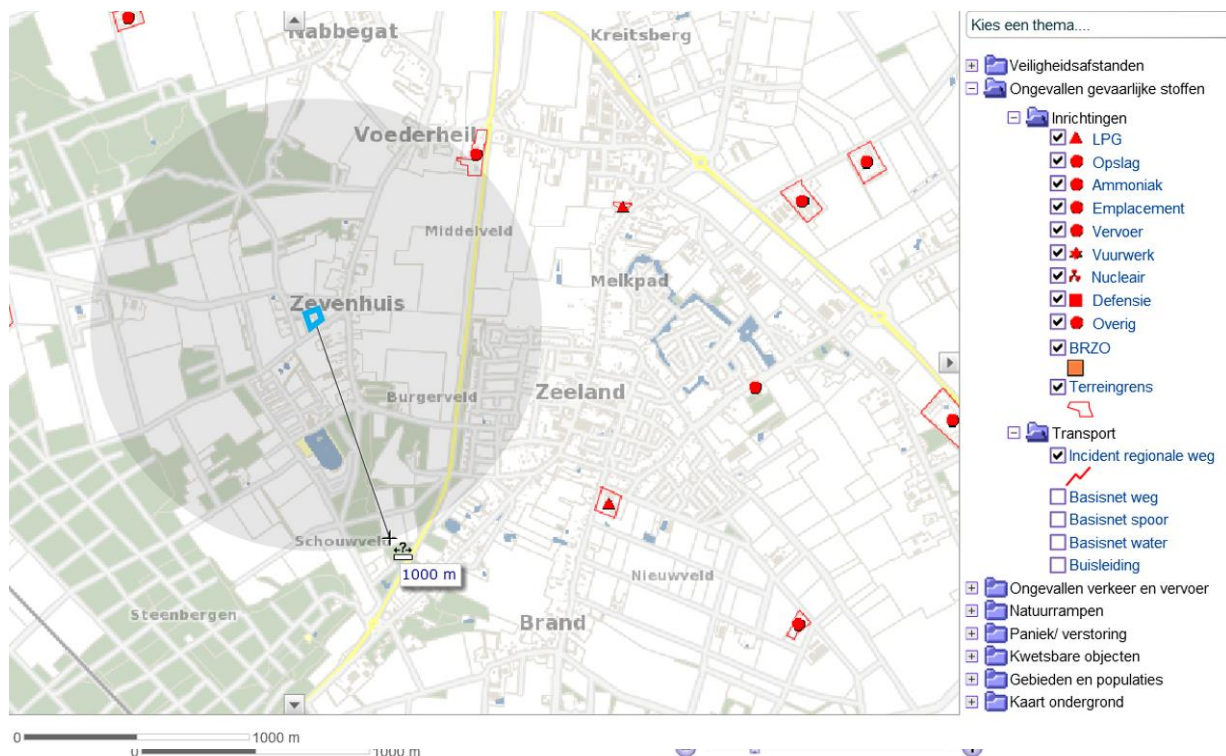 Nabbegat
Kreitsberg
Voederheil
Middelveld
Melkpad
Zevenhuis
Zeeland
Burgerveld
Schouwveld
1000 m
Nieuwveld
Steenbergen
Brand
0 1000 m
0 1000 m
Kies een thema....
Veiligheidsafstanden
Ongevallen gevaarlijke stoffen
Inrichtingen
LPG
Opslag
Ammoniak
Emplacement
Vervoer
Vuurwerk
Nucleair
Defensie
Overig
BRZO
Terreingrens
Transport
Incident regionale weg
Basisnet weg
Basisnet spoor
Basisnet water
Buisleiding
Ongevallen verkeer en vervoer
Natuurrampen
Paniek/ verstoring
Kwetsbare objecten
Gebieden en populaties
Kaart ondergrond